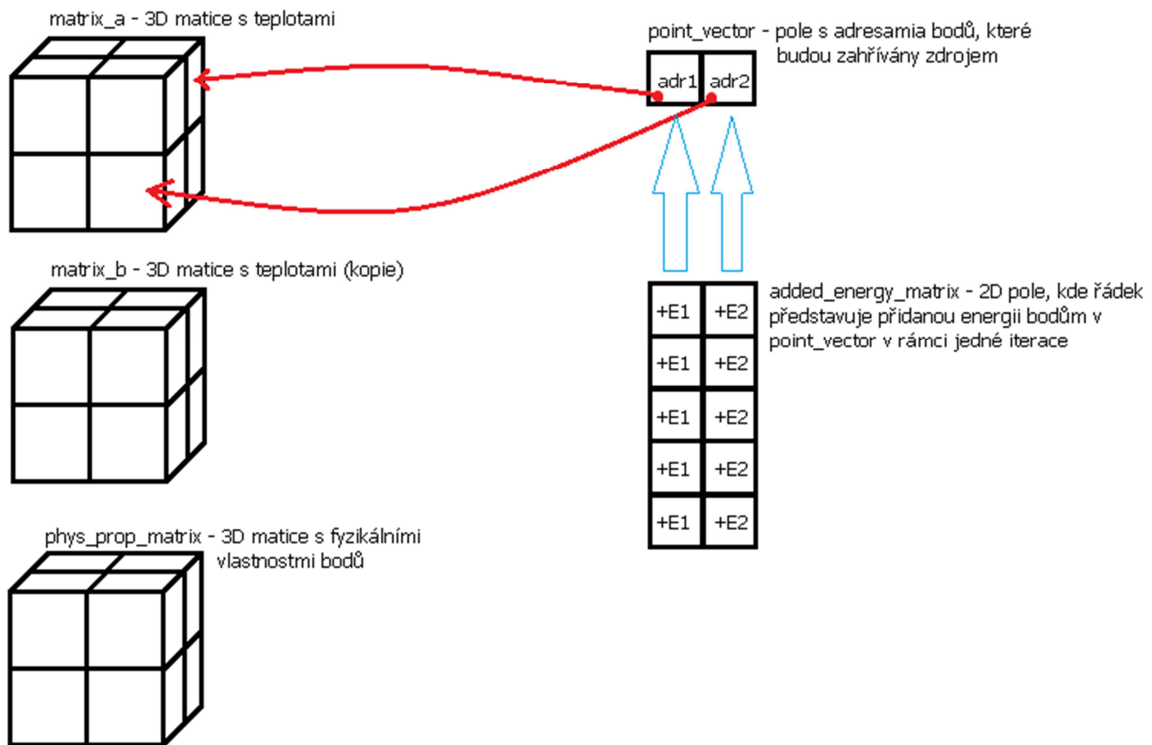 matrix_a - 3D matice s teplotami
point_vector - pole s adresamia bodů, které
budou zahřívány zdrojem
adr1 adr2
matrix_b - 3D matice s teplotami (kopie)
added_energy_matrix - 2D pole, kde řádek
představuje přidanou energii bodům v
point_vector v rámci jedné iterace
+E1 +E2
+E1 +E2
+E1 +E2
+E1 +E2
+E1 +E2
phys_prop_matrix - 3D matice s fyzikálními
vlastnostmi bodů